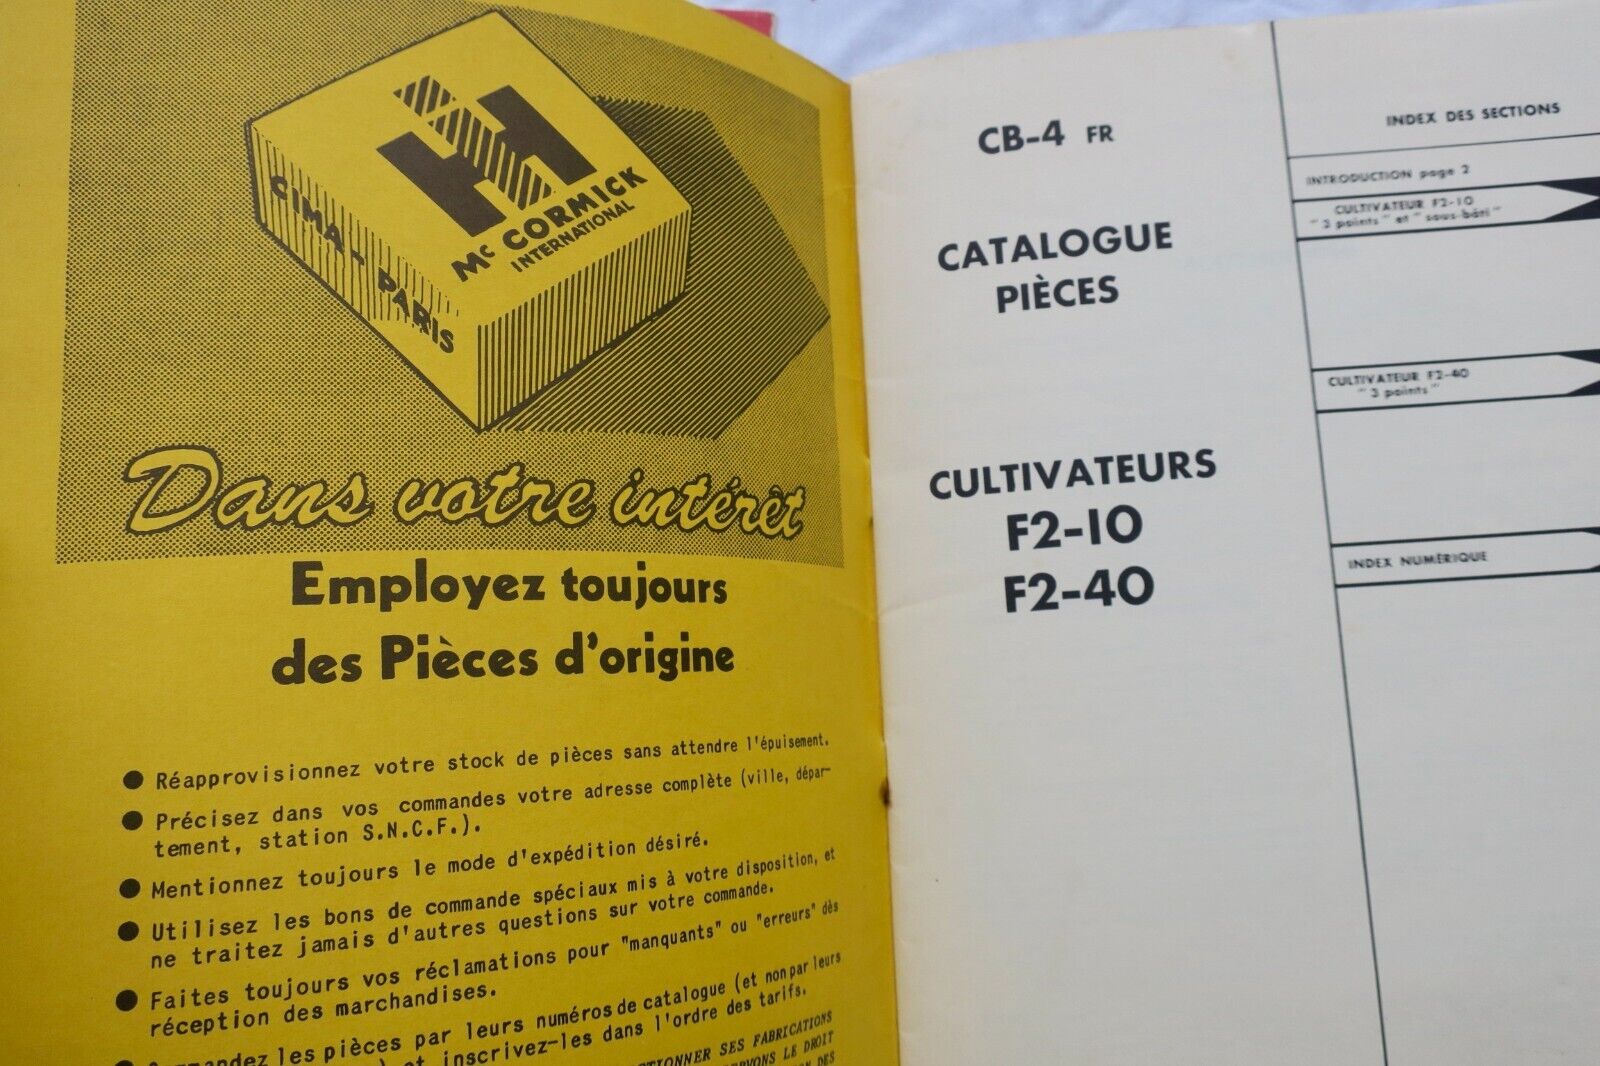 CIMA - PARIS
Mc CORMICK
INTERNATIONAL
Dans votre intérêt
Employez toujours
des Pièces d'origine
● Réapprovisionnez votre stock de pièces sans attendre l'épuisement.
● Précisez dans vos commandes votre adresse complète (ville, dépar-
tement, station S.N.C.F.).
● Mentionnez toujours le mode d'expédition désiré.
● Utilisez les bons de commande spéciaux mis à votre disposition, et
ne traitez jamais d'autres questions sur votre commande.
● Faites toujours vos réclamations pour "manquants" ou "erreurs" dès
réception des marchandises.
les pièces par leurs numéros de catalogue (et non par leurs
et inscrivez-les dans l'ordre des tarifs.
SES FABRICATIONS
LE DROIT
DES
CB-4 FR
CATALOGUE
PIÈCES
CULTIVATEURS
F2-10
F2-40
INDEX DES SECTIONS
INTRODUCTION page 2
CULTIVATEUR F2-10
"3 points" et "sous-bâti"
CULTIVATEUR F2-40
"3 points"
INDEX NUMÉRIQUE